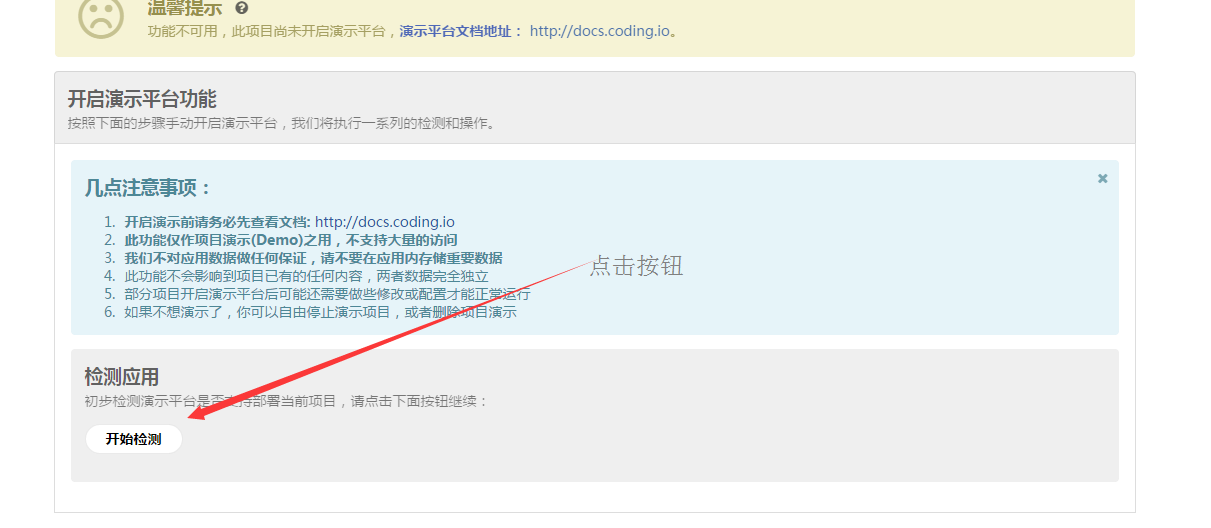 温馨提示
功能不可用，此项目尚未开启演示平台，演示平台文档地址： http://docs.coding.io。
开启演示平台功能
按照下面的步骤手动开启演示平台，我们将执行一系列的检测和操作。
几点注意事项：
1. 开启演示前请务必先查看文档: http://docs.coding.io
2. 此功能仅作项目演示(Demo)之用，不支持大量的访问
3. 我们不对应用数据做任何保证，请不要在应用内存储重要数据
4. 此功能不会影响到项目已有的任何内容，两者数据完全独立
5. 部分项目开启演示平台后可能还需要做些修改或配置才能正常运行
6. 如果不想演示了，你可以自由停止演示项目，或者删除项目演示
点击按钮
检测应用
初步检测演示平台是否支持部署当前项目，请点击下面按钮继续：
开始检测